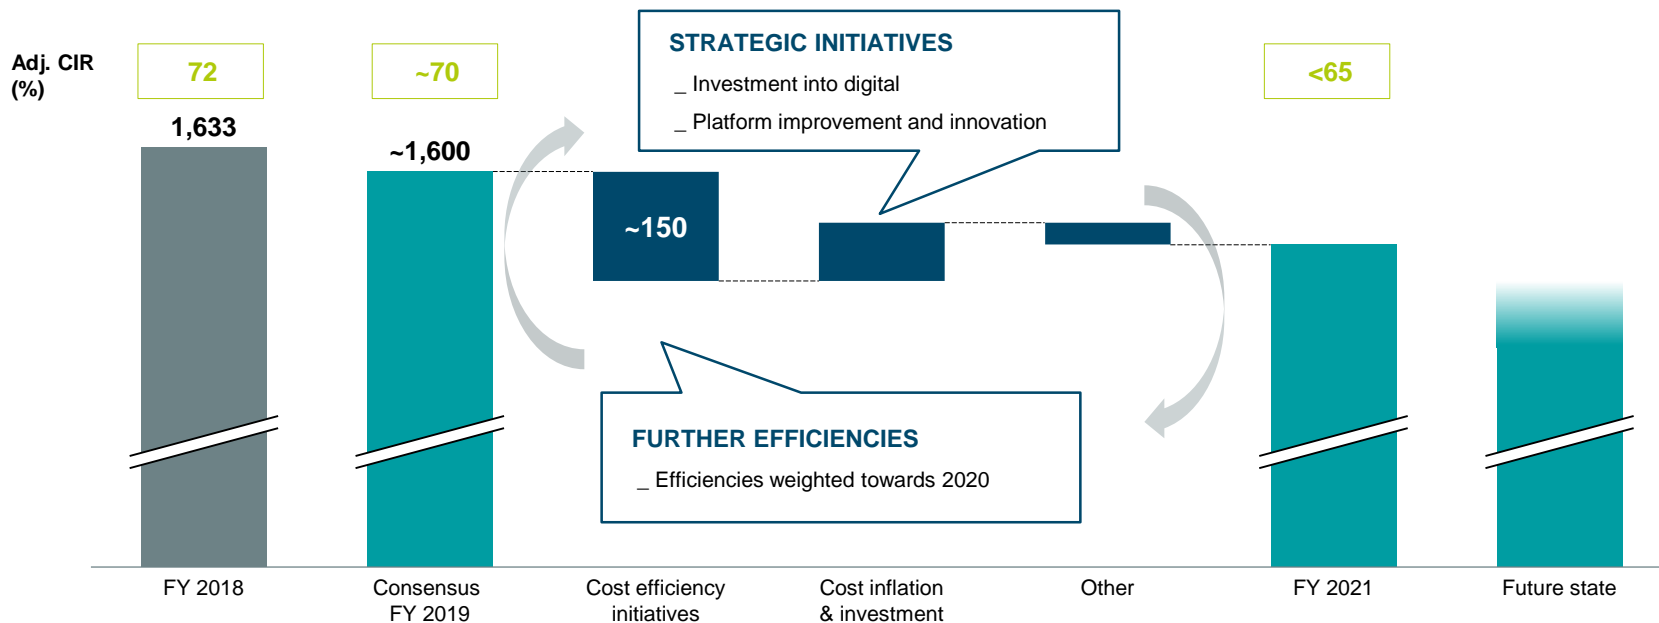 Adj. CIR
(%)
72
~70
<65
1,633
~1,600
STRATEGIC INITIATIVES
_ Investment into digital
_ Platform improvement and innovation
~150
FURTHER EFFICIENCIES
_ Efficiencies weighted towards 2020
FY 2018
Consensus
FY 2019
Cost efficiency
initiatives
Cost inflation
& investment
Other
FY 2021
Future state